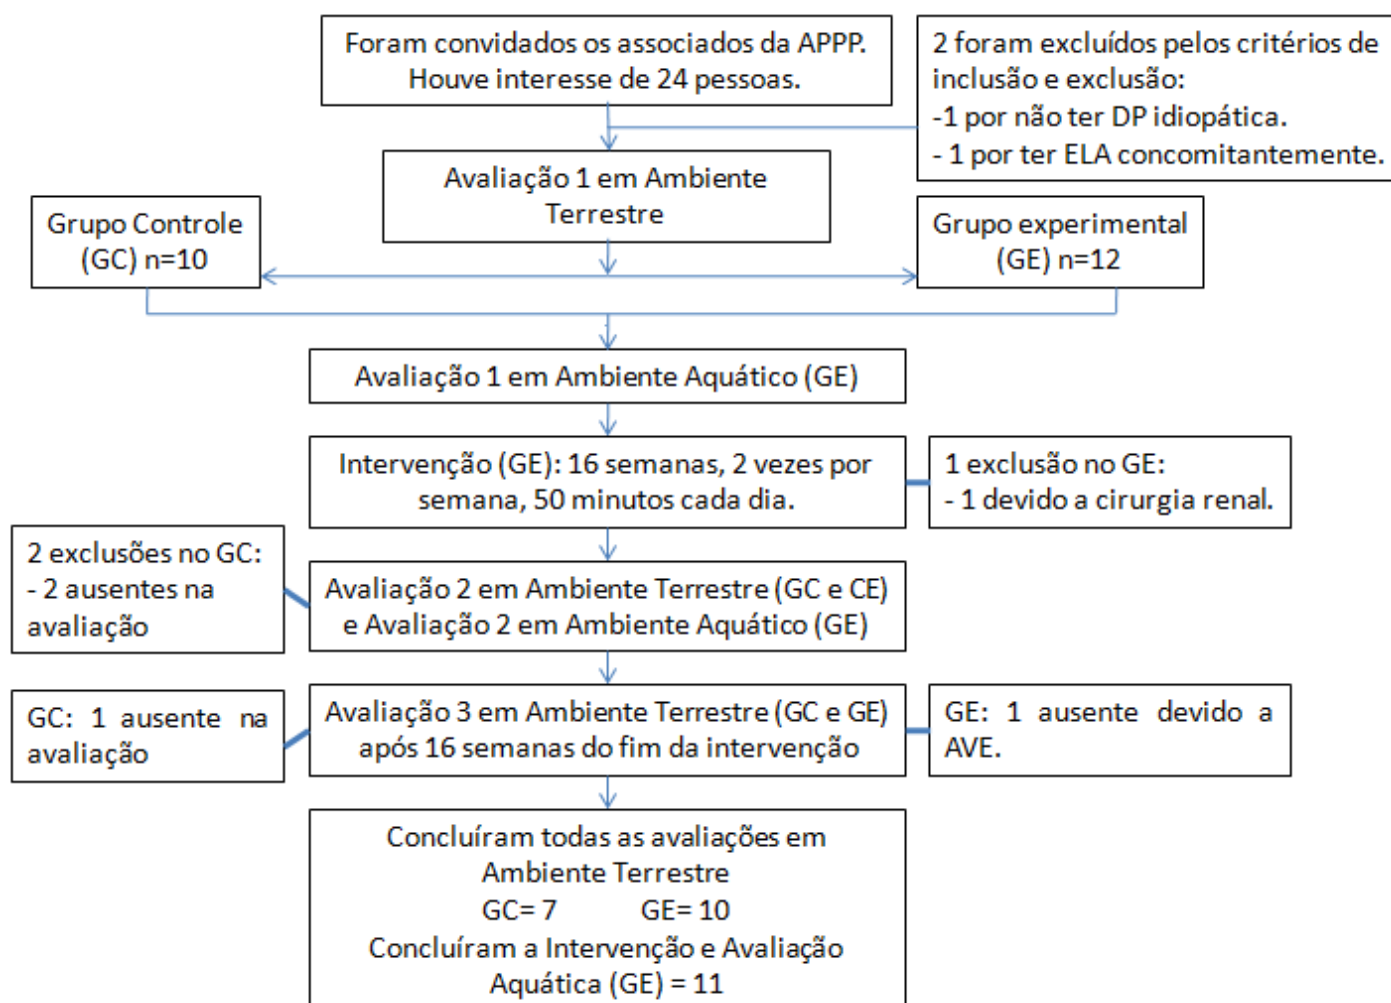 Foram convidados os associados da APPP.
Houve interesse de 24 pessoas.
2 foram excluídos pelos critérios de
inclusão e exclusão:
-1 por não ter DP idiopática.
- 1 por ter ELA concomitantemente.
Avaliação 1 em Ambiente
Terrestre
Grupo Controle
(GC) n=10
Grupo experimental
(GE) n=12
Avaliação 1 em Ambiente Aquático (GE)
Intervenção (GE): 16 semanas, 2 vezes por
semana, 50 minutos cada dia.
1 exclusão no GE:
- 1 devido a cirurgia renal.
2 exclusões no GC:
- 2 ausentes na
avaliação
Avaliação 2 em Ambiente Terrestre (GC e CE)
e Avaliação 2 em Ambiente Aquático (GE)
GC: 1 ausente na
avaliação
Avaliação 3 em Ambiente Terrestre (GC e GE)
após 16 semanas do fim da intervenção
GE: 1 ausente devido a
AVE.
Concluíram todas as avaliações em
Ambiente Terrestre
GC= 7 GE= 10
Concluíram a Intervenção e Avaliação
Aquática (GE) = 11